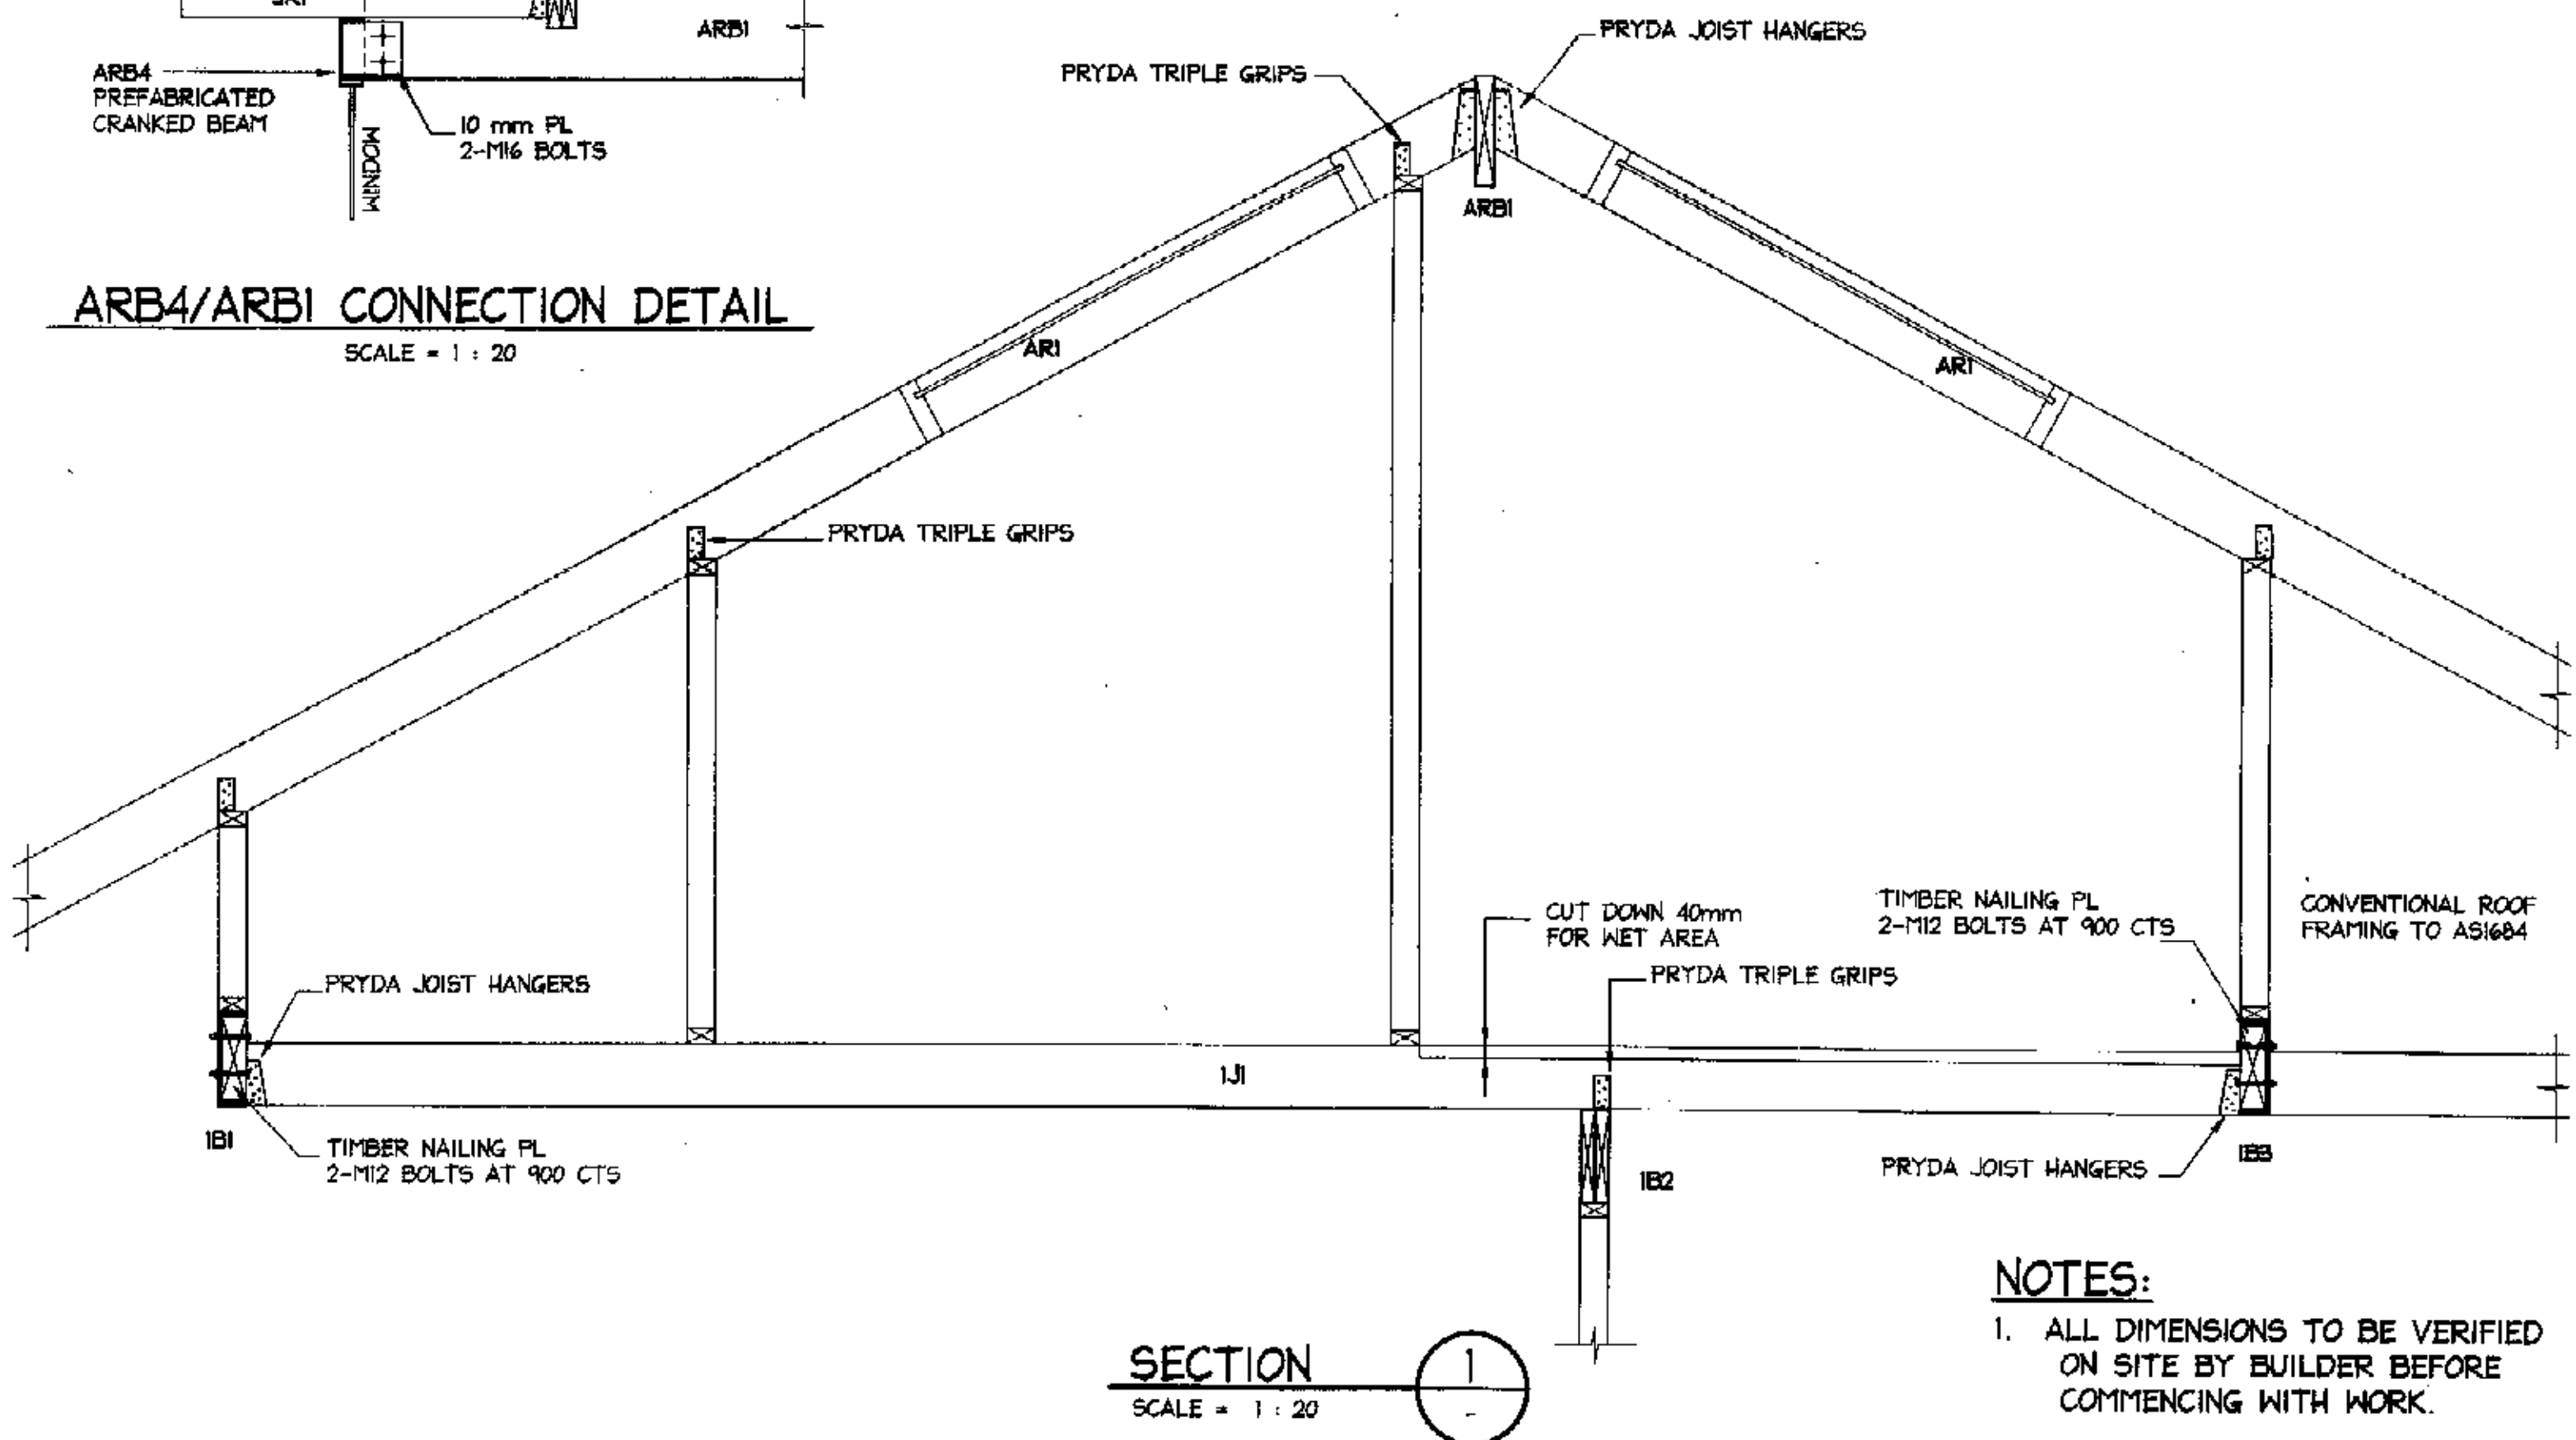 ARB1
ARB4
PREFABRICATED
CRANKED BEAM
10 mm PL
2-M16 BOLTS
WINDOW
ARB4/ARB1 CONNECTION DETAIL
SCALE = 1 : 20
PRYDA JOIST HANGERS
PRYDA TRIPLE GRIPS
ARB1
AR1
AR1
PRYDA TRIPLE GRIPS
CUT DOWN 40mm
FOR WET AREA
TIMBER NAILING PL
2-M12 BOLTS AT 900 CTS
CONVENTIONAL ROOF
FRAMING TO AS1684
PRYDA JOIST HANGERS
PRYDA TRIPLE GRIPS
1J1
1B1
TIMBER NAILING PL
2-M12 BOLTS AT 900 CTS
1B2
PRYDA JOIST HANGERS
1B3
SECTION
1
-
SCALE = 1 : 20
NOTES:
1. ALL DIMENSIONS TO BE VERIFIED
ON SITE BY BUILDER BEFORE
COMMENCING WITH WORK.